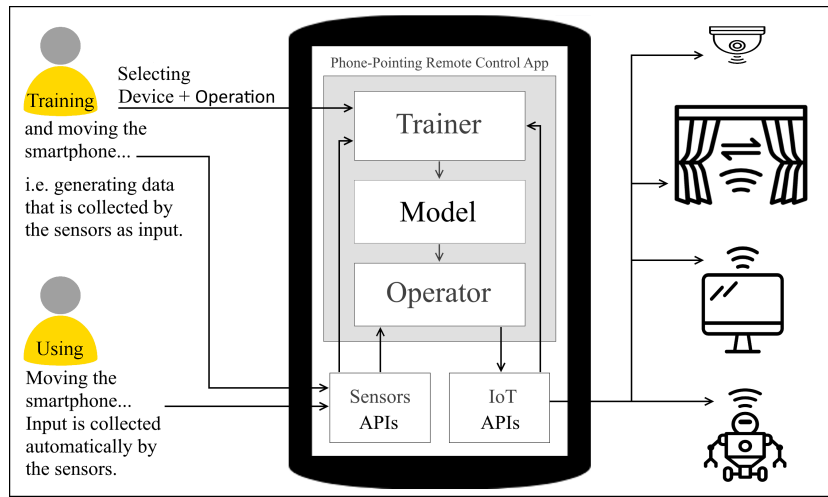 Training
Selecting
Device + Operation
and moving the
smartphone...
i.e. generating data
that is collected by
the sensors as input.
Using
Moving the
smartphone...
Input is collected
automatically by
the sensors.
Phone-Pointing Remote Control App
Trainer
Model
Operator
Sensors
APIs
IoT
APIs